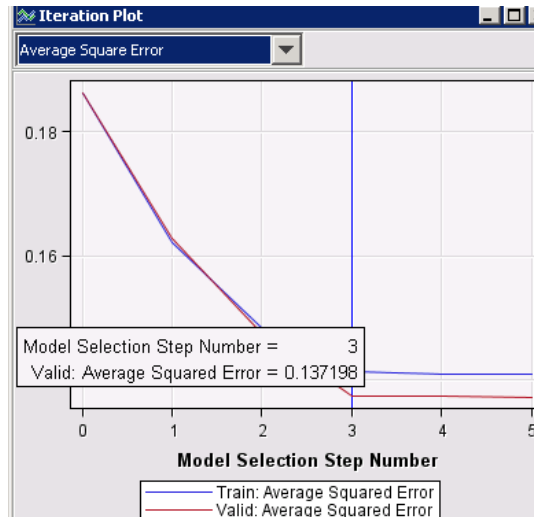 Iteration Plot
Average Square Error
0.18
0.16
Model Selection Step Number = 3
Valid: Average Squared Error = 0.137198
0 1 2 3 4 5
Model Selection Step Number
Train: Average Squared Error
Valid: Average Squared Error